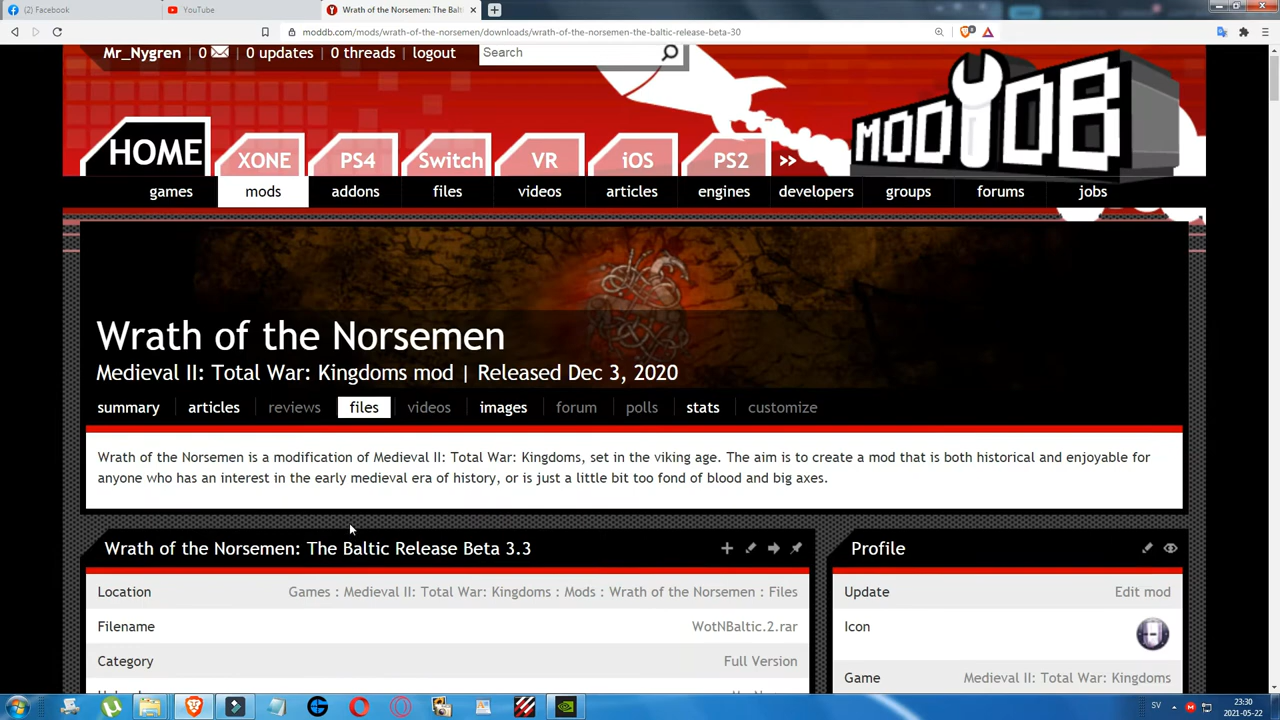 (2) Facebook
YouTube
Wrath of the Norsemen: The Balt
moddb.com/mods/wrath-of-the-norsemen/downloads/wrath-of-the-norsemen-the-baltic-release-beta-30
Mr_Nygren 0 0 updates 0 threads logout Search
MODDB
HOME XONE PS4 Switch VR iOS PS2 »
games mods addons files videos articles engines developers groups forums jobs
Wrath of the Norsemen
Medieval II: Total War: Kingdoms mod | Released Dec 3, 2020
summary articles reviews files videos images forum polls stats customize
Wrath of the Norsemen is a modification of Medieval II: Total War: Kingdoms, set in the viking age. The aim is to create a mod that is both historical and enjoyable for
anyone who has an interest in the early medieval era of history, or is just a little bit too fond of blood and big axes.
Wrath of the Norsemen: The Baltic Release Beta 3.3
Location Games : Medieval II: Total War: Kingdoms : Mods : Wrath of the Norsemen : Files
Filename WotNBaltic.2.rar
Category Full Version
Profile
Update Edit mod
Icon
Game Medieval II: Total War: Kingdoms
SV
23:30
2021-05-22